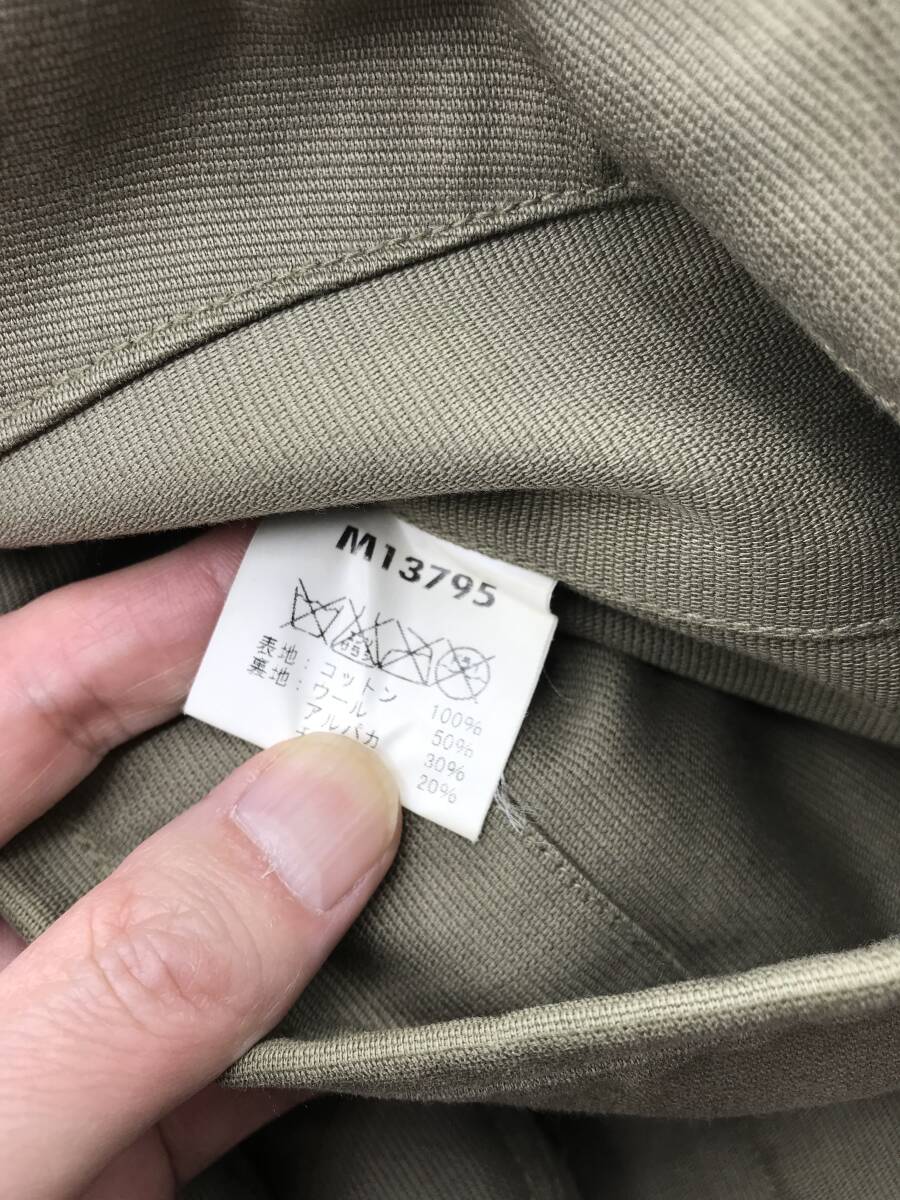 M13795
表地:コットン 100%
裏地:ウール 50%
アルパカ 30%
20%